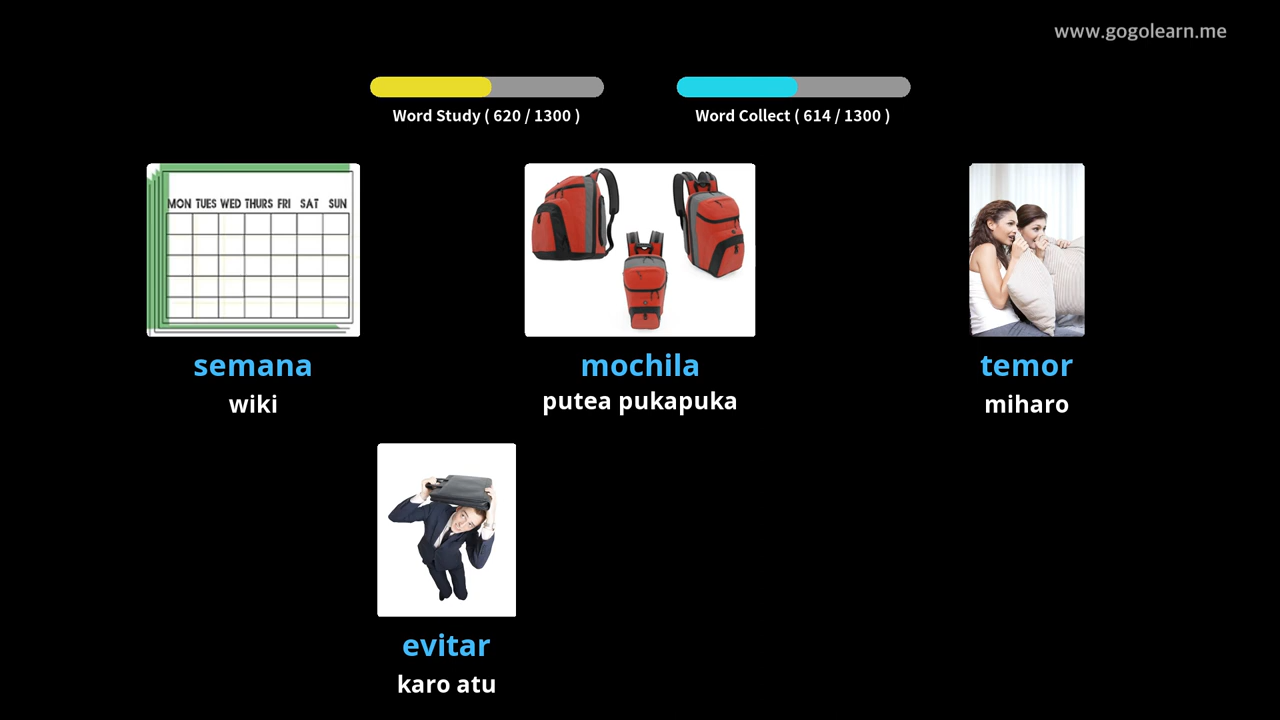 www.gogolearn.me
Word Study ( 620 / 1300 )
Word Collect ( 614 / 1300 )
MON TUES WED THURS FRI SAT SUN
semana
wiki
mochila
putea pukapuka
temor
miharo
evitar
karo atu